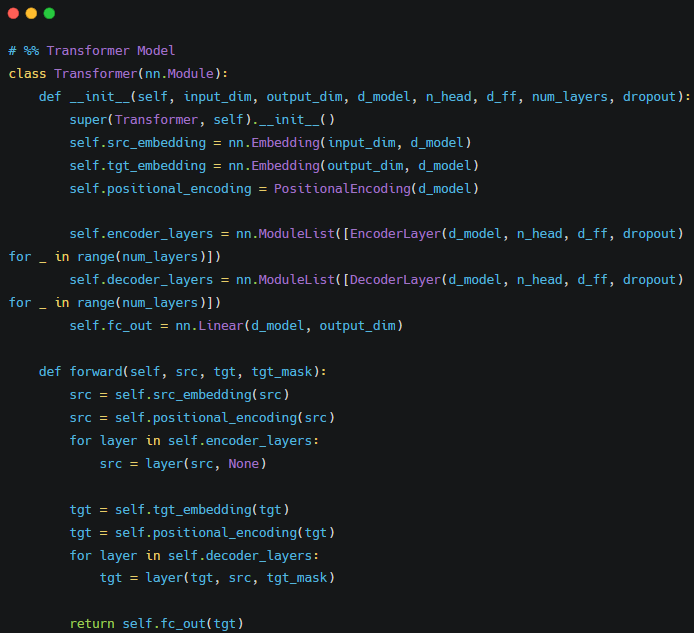 # %% Transformer Model
class Transformer(nn.Module):
    def __init__(self, input_dim, output_dim, d_model, n_head, d_ff, num_layers, dropout):
        super(Transformer, self).__init__()
        self.src_embedding = nn.Embedding(input_dim, d_model)
        self.tgt_embedding = nn.Embedding(output_dim, d_model)
        self.positional_encoding = PositionalEncoding(d_model)

        self.encoder_layers = nn.ModuleList([EncoderLayer(d_model, n_head, d_ff, dropout)
for _ in range(num_layers)])
        self.decoder_layers = nn.ModuleList([DecoderLayer(d_model, n_head, d_ff, dropout)
for _ in range(num_layers)])
        self.fc_out = nn.Linear(d_model, output_dim)

    def forward(self, src, tgt, tgt_mask):
        src = self.src_embedding(src)
        src = self.positional_encoding(src)
        for layer in self.encoder_layers:
            src = layer(src, None)

        tgt = self.tgt_embedding(tgt)
        tgt = self.positional_encoding(tgt)
        for layer in self.decoder_layers:
            tgt = layer(tgt, src, tgt_mask)

        return self.fc_out(tgt)